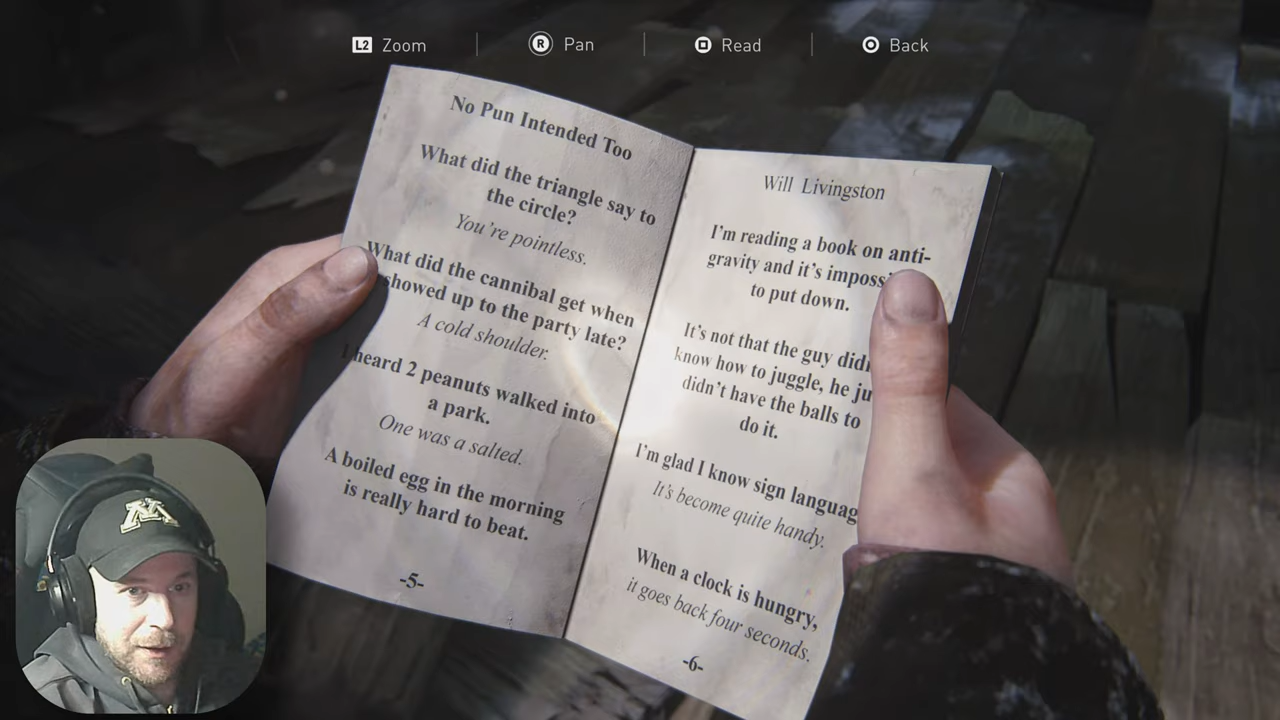 L2 Zoom
R Pan
Read
Back
No Pun Intended Too
What did the triangle say to
the circle?
You're pointless.
What did the cannibal get when
showed up to the party late?
A cold shoulder.
I heard 2 peanuts walked into
a park.
One was a salted.
A boiled egg in the morning
is really hard to beat.
-5-
Will Livingston
I'm reading a book on anti-
gravity and it's
to put down.
It's not that the guy
know how to juggle, he
didn't have the balls to
do it.
I'm glad I know sign
It's become quite handy.
When a clock is hungry,
it goes back four seconds.
-6-
M